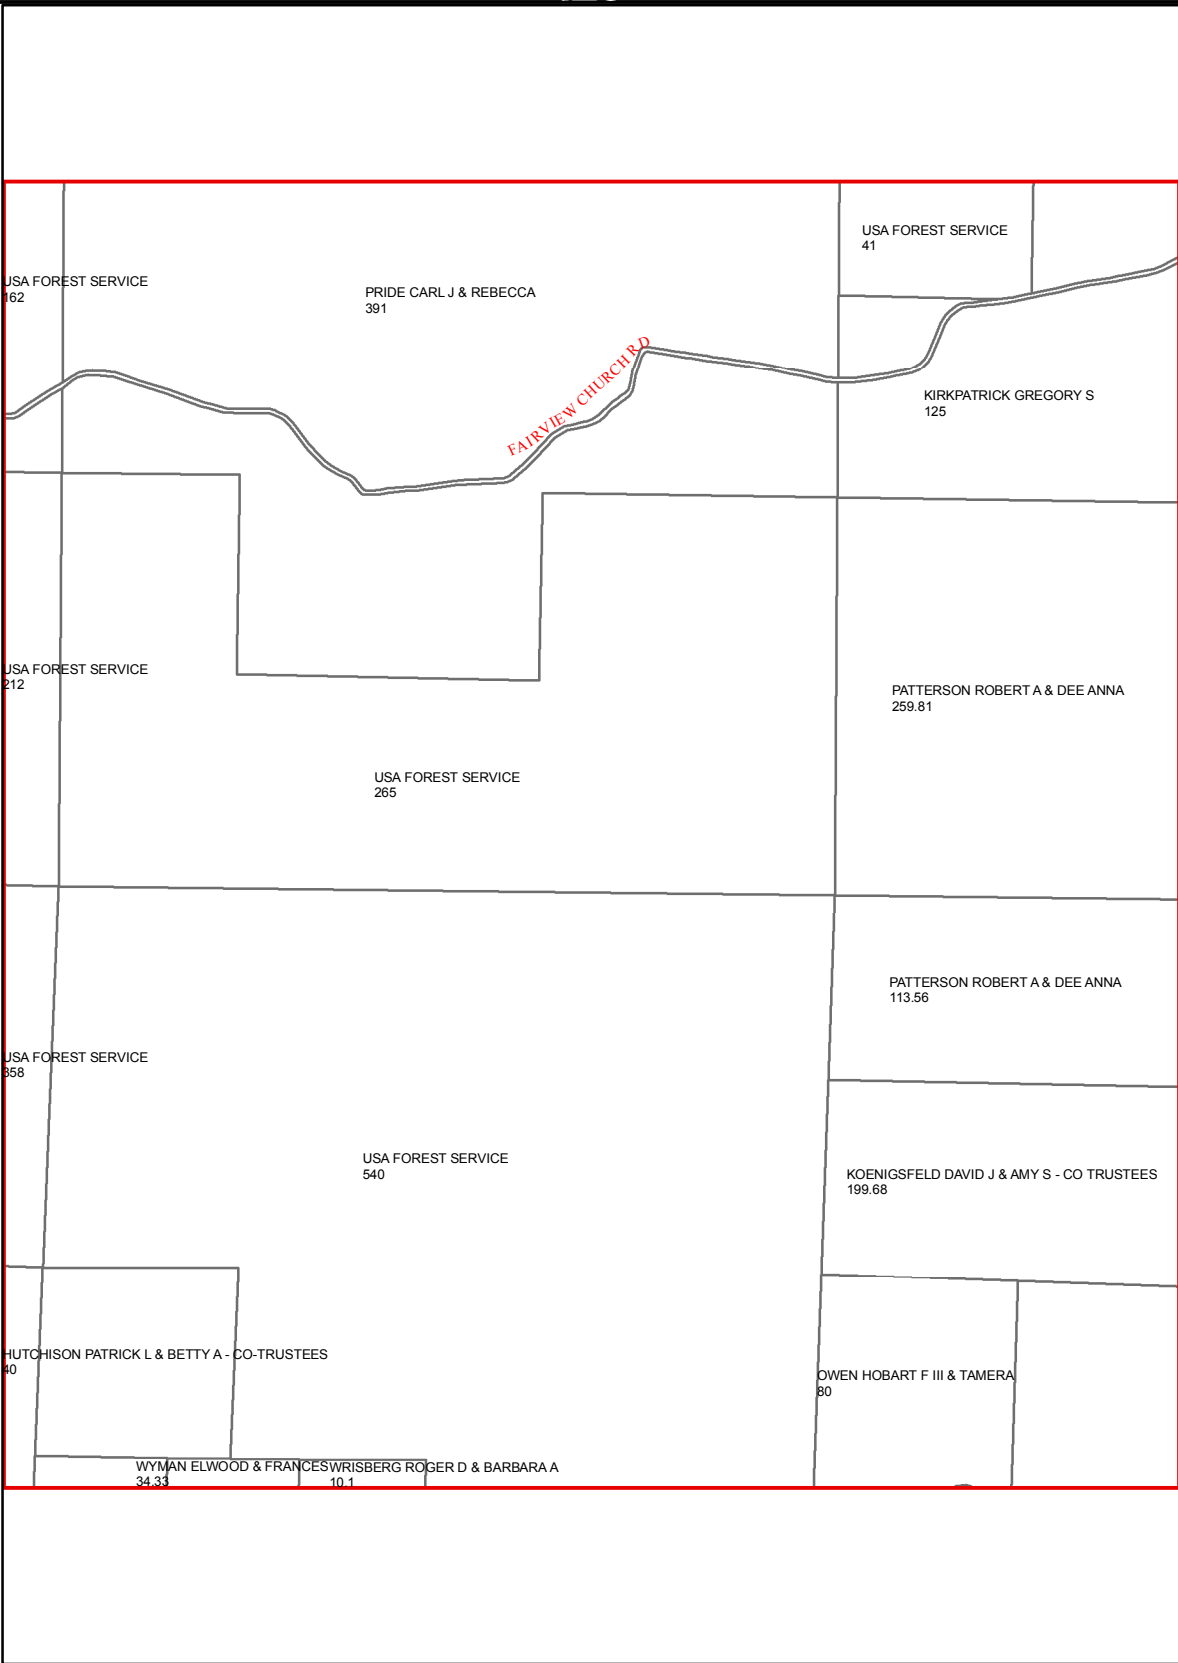 USA FOREST SERVICE
41
USA FOREST SERVICE
162
PRIDE CARL J & REBECCA
391
FAIRVIEW CHURCH RD
KIRKPATRICK GREGORY S
125
USA FOREST SERVICE
212
PATTERSON ROBERT A & DEE ANNA
259.81
USA FOREST SERVICE
265
PATTERSON ROBERT A & DEE ANNA
113.56
USA FOREST SERVICE
358
USA FOREST SERVICE
540
KOENIGSFELD DAVID J & AMY S - CO TRUSTEES
199.68
HUTCHISON PATRICK L & BETTY A - CO-TRUSTEES
40
OWEN HOBART F III & TAMERA
80
WYMAN ELWOOD & FRANCES
34.33
WRISBERG ROGER D & BARBARA A
10.1